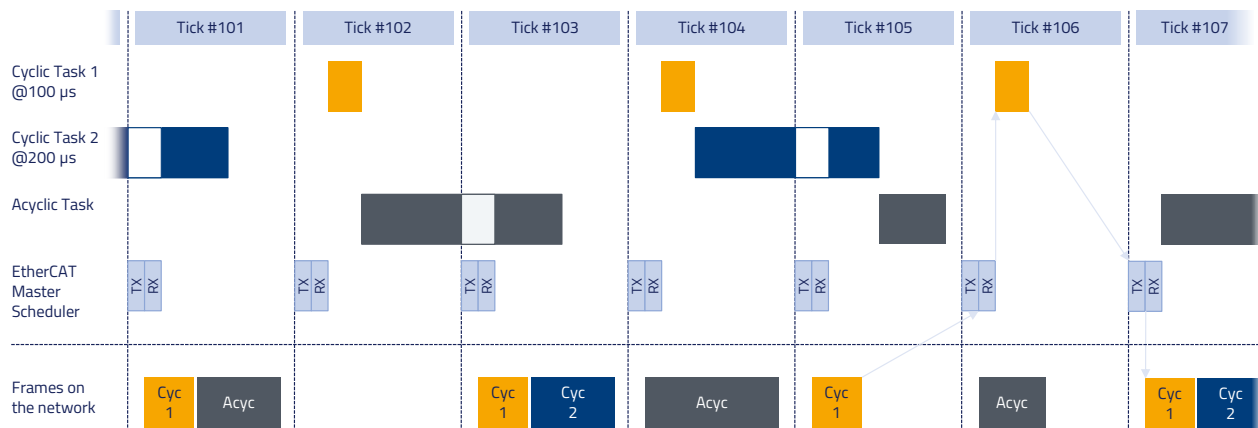 Tick #101 Tick #102 Tick #103 Tick #104 Tick #105 Tick #106 Tick #107
Cyclic Task 1
@100 µs
Cyclic Task 2
@200 µs
Acyclic Task
EtherCAT
Master
Scheduler
TX RX TX RX TX RX TX RX TX RX TX RX TX RX
Frames on
the network
Cyc
1
Acyc
Cyc
1
Cyc
2
Acyc
Cyc
1
Acyc
Cyc
1
Cyc
2